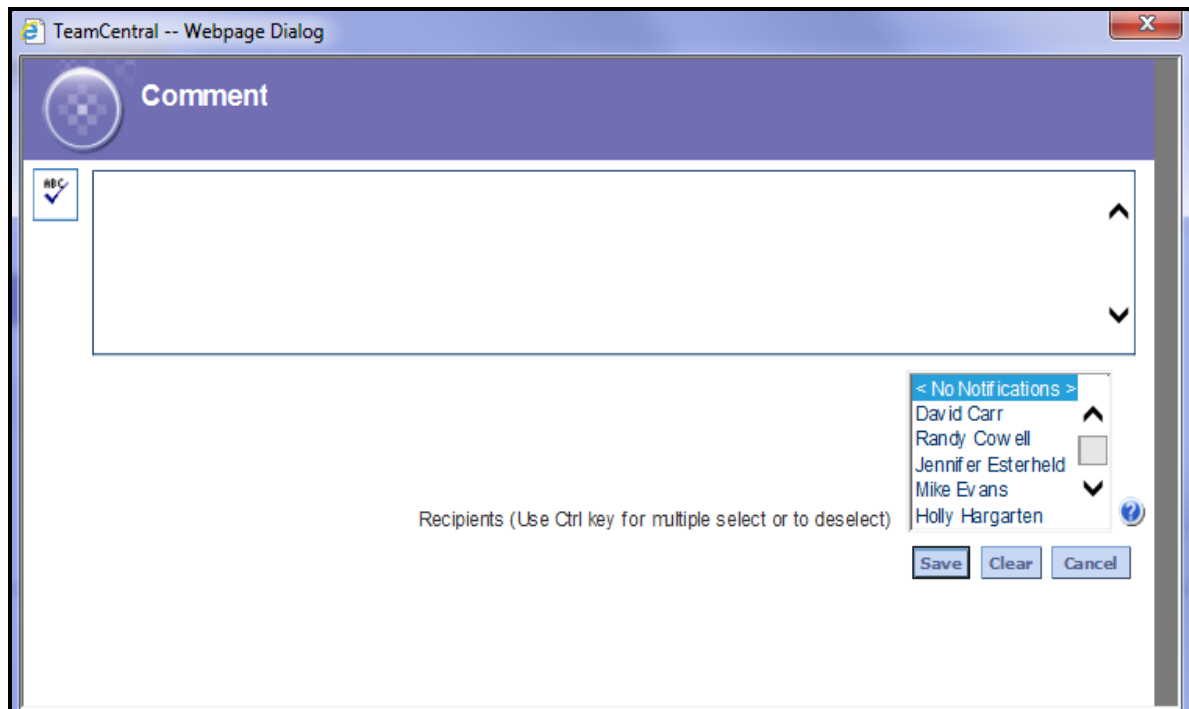 TeamCentral -- Webpage Dialog
X
Comment
ABC
< No Notifications >
David Carr
Randy Cowell
Jennifer Esterheld
Mike Evans
Recipients (Use Ctrl key for multiple select or to deselect) Holly Hargarten ?
Save Clear Cancel